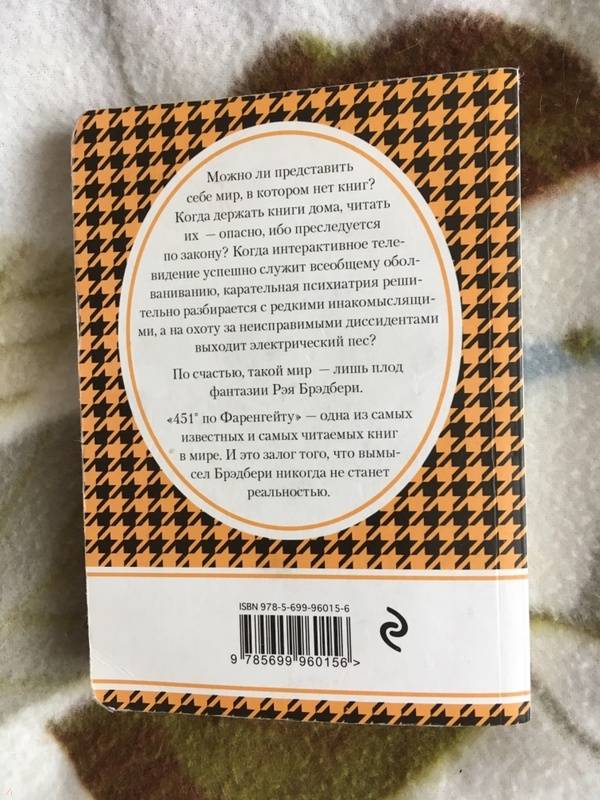 Можно ли представить
себе мир, в котором нет книг?
Когда держать книги дома, читать
их — опасно, ибо преследуется
по закону? Когда интерактивное теле-
видение успешно служит всеобщему обол-
ваниванию, карательная психиатрия реши-
тельно разбирается с редкими инакомыслящи-
ми, а на охоту за неисправимыми диссидентами
выходит электрический пес?
По счастью, такой мир — лишь плод
фантазии Рэя Брэдбери.
«451° по Фаренгейту» — одна из самых
известных и самых читаемых книг
в мире. И это залог того, что вымы-
сел Брэдбери никогда не станет
реальностью.
ISBN 978-5-699-96015-6
9 785699 960156 >